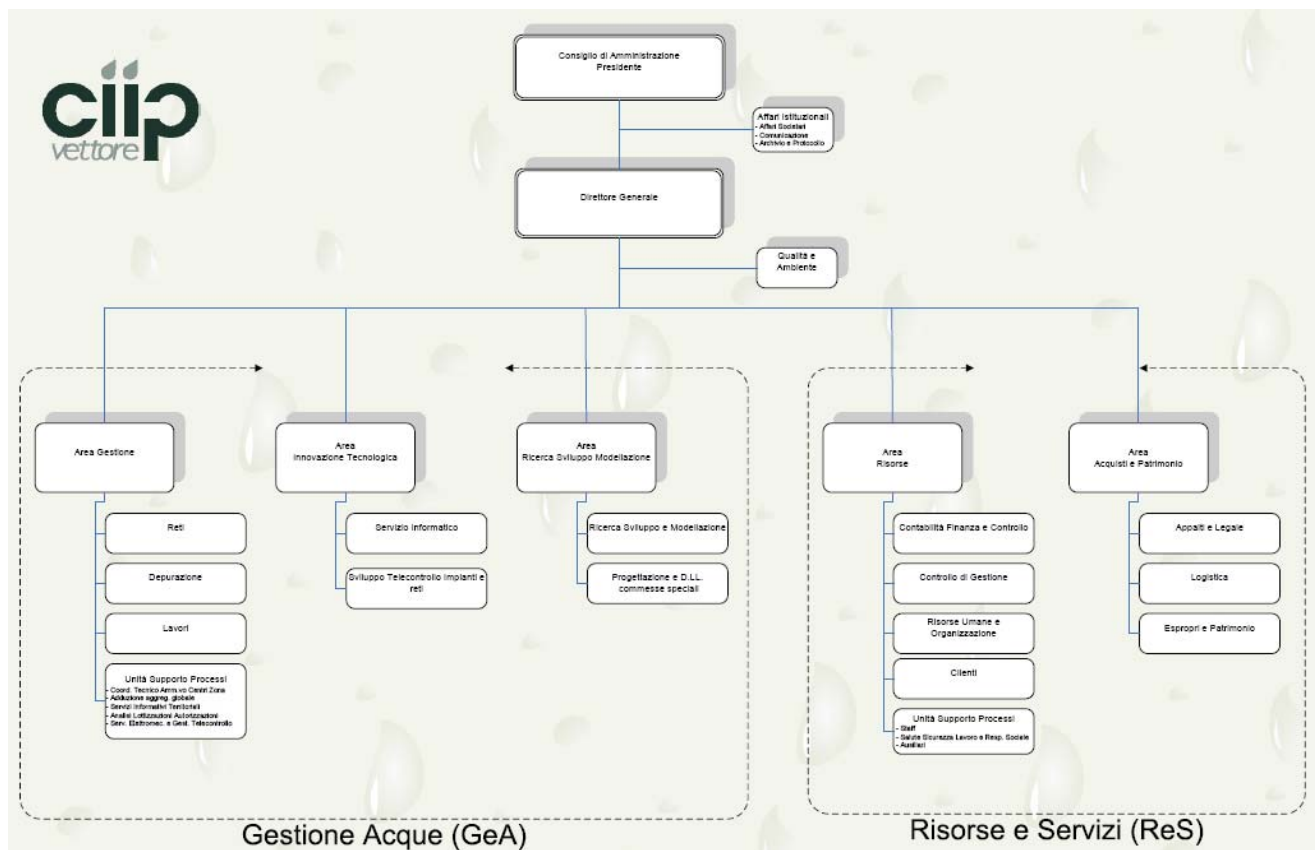 Consiglio di Amministrazione
Presidente
ciip
vettore
Affari Istituzionali
- Affari Societari
- Comunicazione
- Archivio e Protocollo
Direttore Generale
Qualità e
Ambiente
Area Gestione
Reti
Depurazione
Lavori
Unità Supporto Processi
- Coord. Tecnico Amm.vo Centri Zona
- Adduzione aggreg. globale
- Servizi Informativi Territoriali
- Analisi Lottizzazioni Autorizzazioni
- Serv. Elettromec. e Gest. Telecontrollo
Area
Innovazione Tecnologica
Servizio Informatico
Sviluppo Telecontrollo Impianti e
reti
Area
Ricerca Sviluppo Modellazione
Ricerca Sviluppo e Modellazione
Progettazione e D.LL.
commesse speciali
Gestione Acque (GeA)
Area
Risorse
Contabilità Finanza e Controllo
Controllo di Gestione
Risorse Umane e
Organizzazione
Clienti
Unità Supporto Processi
- Staff
- Salute Sicurezza Lavoro e Resp. Sociale
- Ausiliari
Area
Acquisti e Patrimonio
Appalti e Legale
Logistica
Espropri e Patrimonio
Risorse e Servizi (ReS)